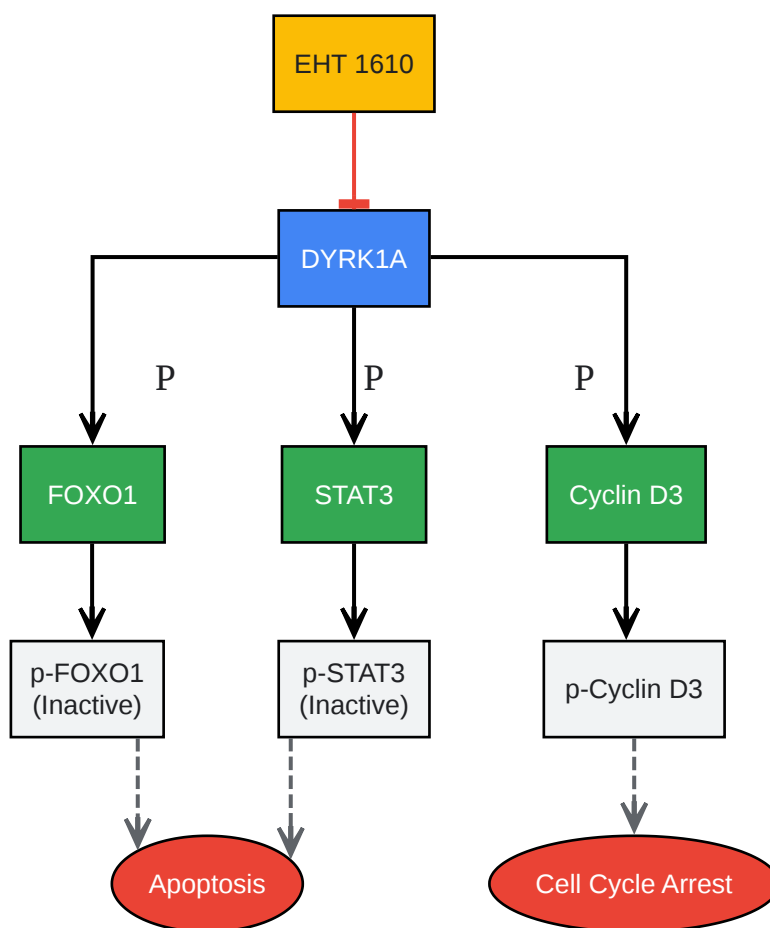 EHT 1610
DYRK1A
P
P
P
FOXO1
STAT3
Cyclin D3
p-FOXO1
(Inactive)
p-STAT3
(Inactive)
p-Cyclin D3
Apoptosis
Cell Cycle Arrest